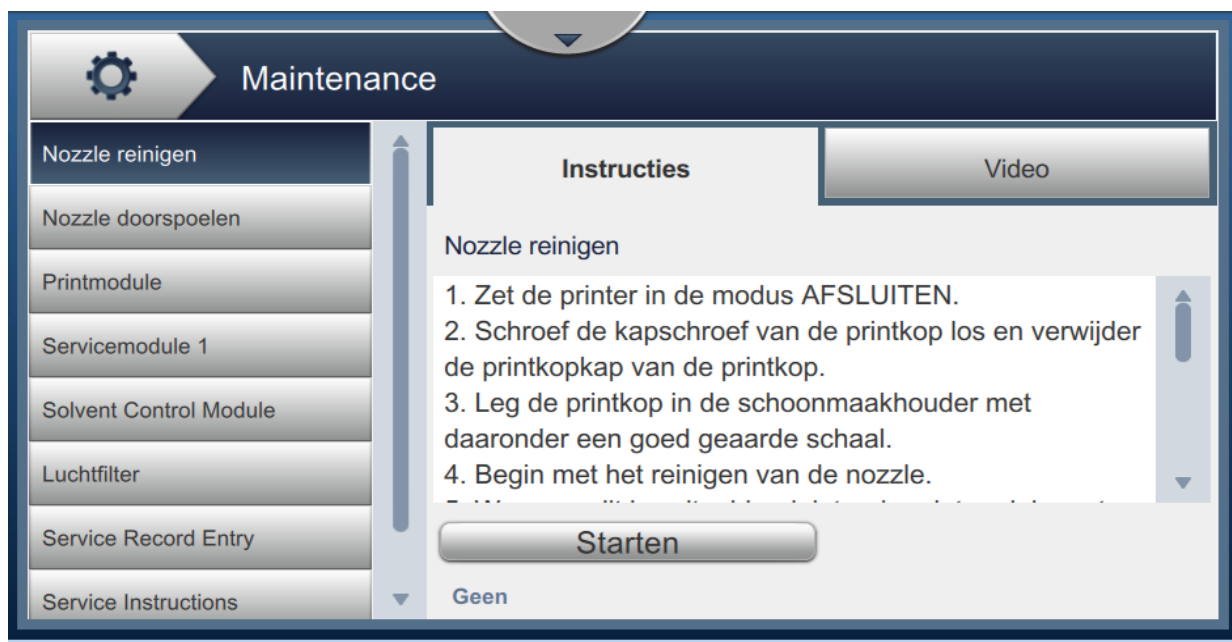 Maintenance
Nozzle reinigen
Nozzle doorspoelen
Printmodule
Servicemodule 1
Solvent Control Module
Luchtfilter
Service Record Entry
Service Instructions
Instructies
Video
Nozzle reinigen
1. Zet de printer in de modus AFSLUITEN.
2. Schroef de kapschroef van de printkop los en verwijder
de printkopkap van de printkop.
3. Leg de printkop in de schoonmaakhouder met
daaronder een goed geaarde schaal.
4. Begin met het reinigen van de nozzle.
Starten
Geen